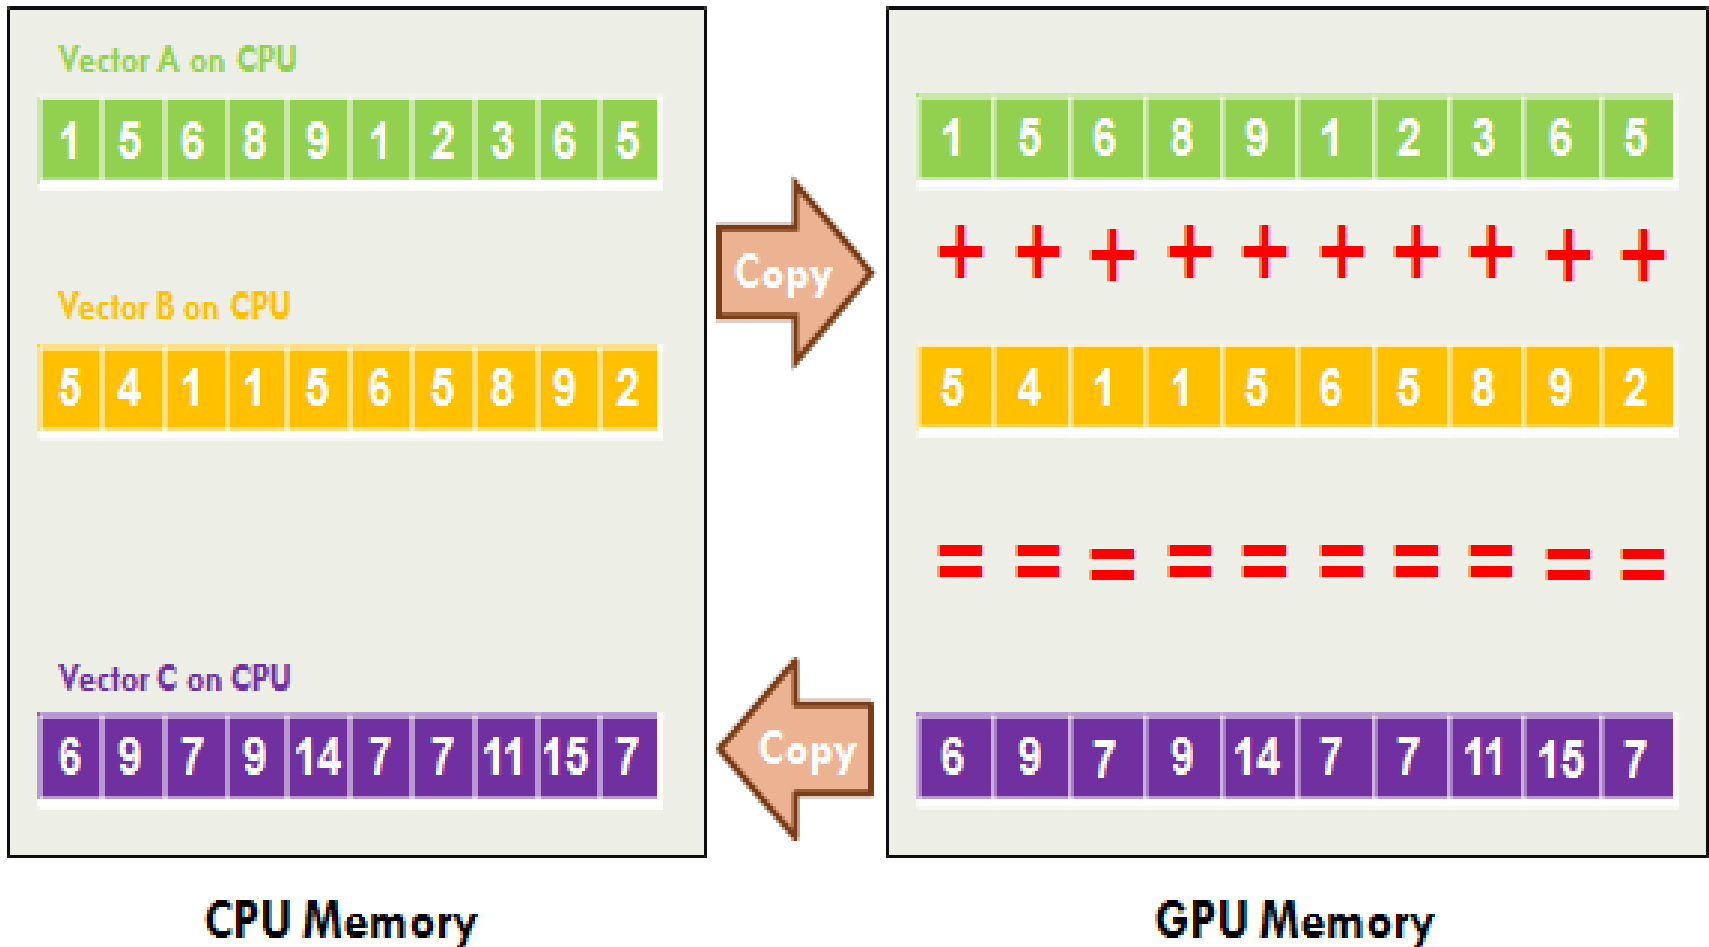 Vector A on CPU
1 5 6 8 9 1 2 3 6 5
Vector B on CPU
5 4 1 1 5 6 5 8 9 2
Vector C on CPU
6 9 7 9 14 7 7 11 15 7
CPU Memory
Copy
Copy
1 5 6 8 9 1 2 3 6 5
+ + + + + + + + + +
5 4 1 1 5 6 5 8 9 2
= = = = = = = = = =
6 9 7 9 14 7 7 11 15 7
GPU Memory